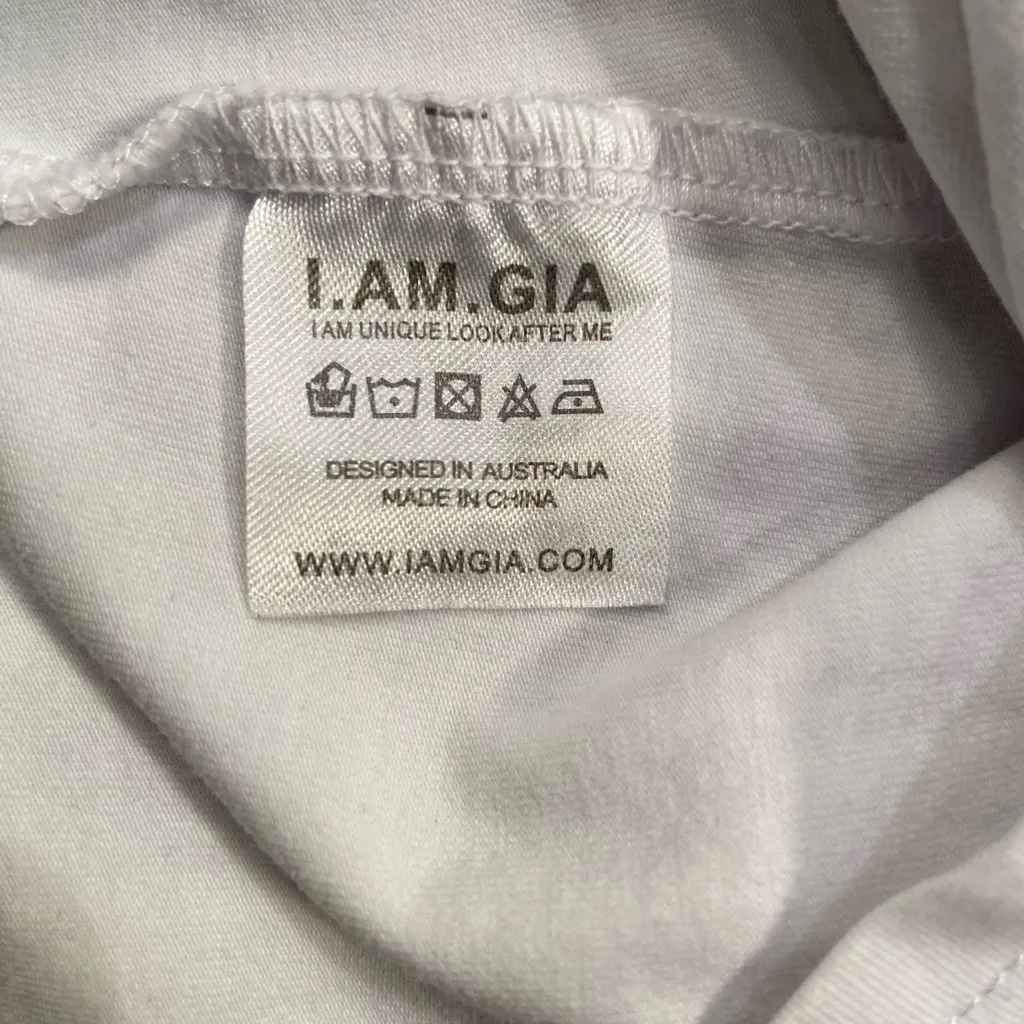 I.AM.GIA
I AM UNIQUE LOOK AFTER ME
DESIGNED IN AUSTRALIA
MADE IN CHINA
WWW.IAMGIA.COM